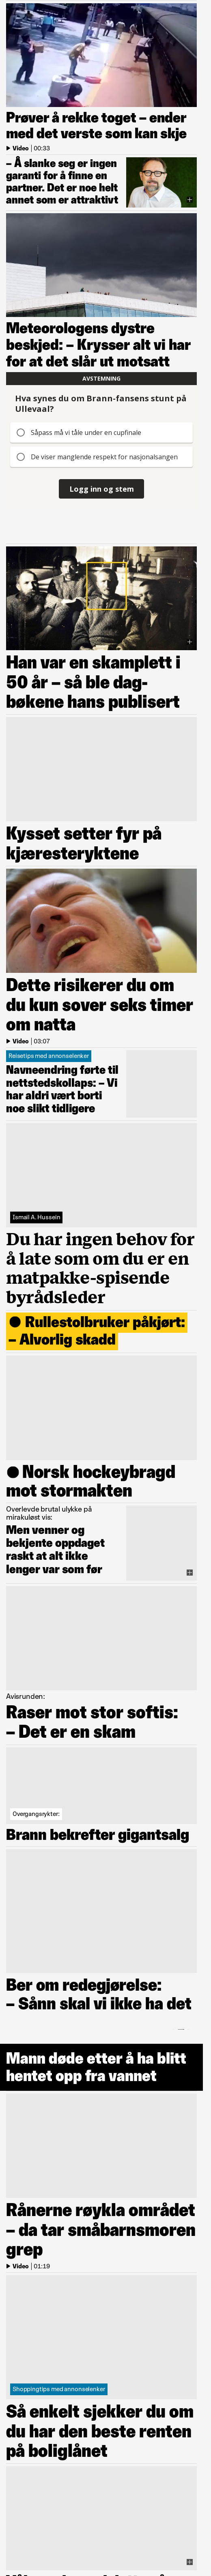 Prøver å rekke toget – ender
med det verste som kan skje
Video | 00:33
– Å slanke seg er ingen
garanti for å finne en
partner. Det er noe helt
annet som er attraktivt
Meteorologens dystre
beskjed: – Krysser alt vi har
for at det slår ut motsatt
AVSTEMNING
Hva synes du om Brann-fansens stunt på
Ullevaal?
Såpass må vi tåle under en cupfinale
De viser manglende respekt for nasjonalsangen
Logg inn og stem
Han var en skamplett i
50 år – så ble dag-
bøkene hans publisert
Kysset setter fyr på
kjæresteryktene
Dette risikerer du om
du kun sover seks timer
om natta
Video | 03:07
Reisetips med annonselenker
Navneendring førte til
nettstedskollaps: – Vi
har aldri vært borti
noe slikt tidligere
Ismail A. Hussein
Du har ingen behov for
å late som om du er en
matpakke-spisende
byrådsleder
● Rullestolbruker påkjørt:
– Alvorlig skadd
● Norsk hockeybragd
mot stormakten
Overlevde brutal ulykke på
mirakuløst vis:
Men venner og
bekjente oppdaget
raskt at alt ikke
lenger var som før
Avisrunden:
Raser mot stor softis:
– Det er en skam
Overgangsrykter:
Brann bekrefter gigantsalg
Ber om redegjørelse:
– Sånn skal vi ikke ha det
Mann døde etter å ha blitt
hentet opp fra vannet
Rånerne røykla området
– da tar småbarnsmoren
grep
Video | 01:19
Shoppingtips med annonselenker
Så enkelt sjekker du om
du har den beste renten
på boliglånet